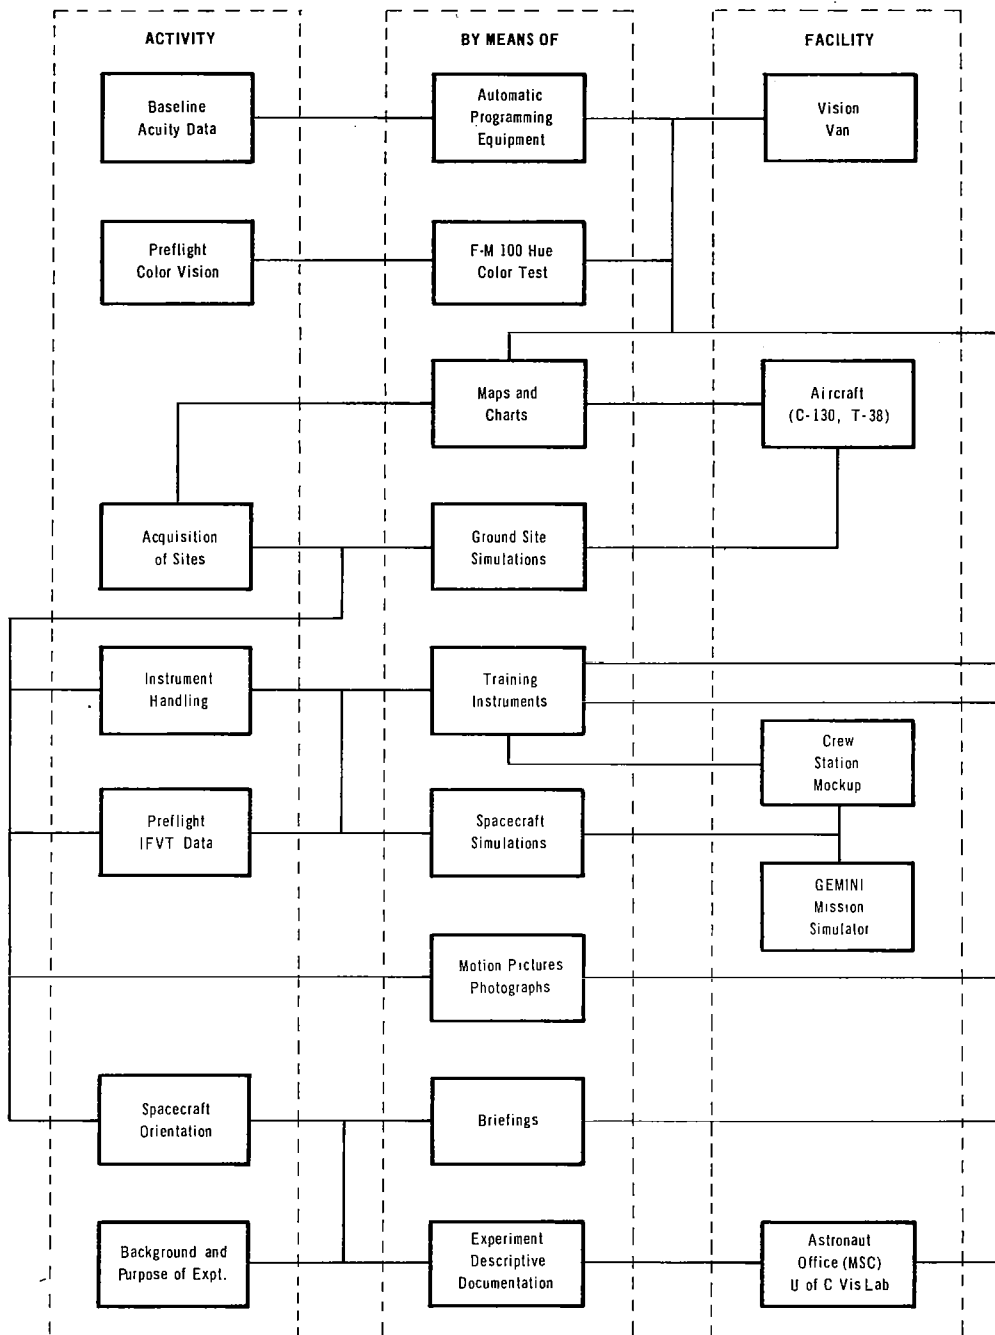 ACTIVITY
BY MEANS OF
FACILITY
Baseline
Acuity Data
Automatic
Programming
Equipment
Vision
Van
Preflight
Color Vision
F-M 100 Hue
Color Test
Maps and
Charts
Aircraft
(C-130, T-38)
Acquisition
of Sites
Ground Site
Simulations
Instrument
Handling
Training
Instruments
Crew
Station
Mockup
Preflight
IFVT Data
Spacecraft
Simulations
GEMINI
Mission
Simulator
Motion Pictures
Photographs
Spacecraft
Orientation
Briefings
Background and
Purpose of Expt.
Experiment
Descriptive
Documentation
Astronaut
Office (MSC)
U of C Vis Lab